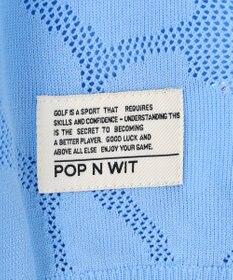 GOLF IS A SPORT THAT REQUIRES
SKILLS AND CONFIDENCE - UNDERSTANDING THIS
IS THE SECRET TO BECOMING
A BETTER PLAYER. GOOD LUCK AND
ABOVE ALL ELSE ENJOY YOUR GAME.
POP N WIT